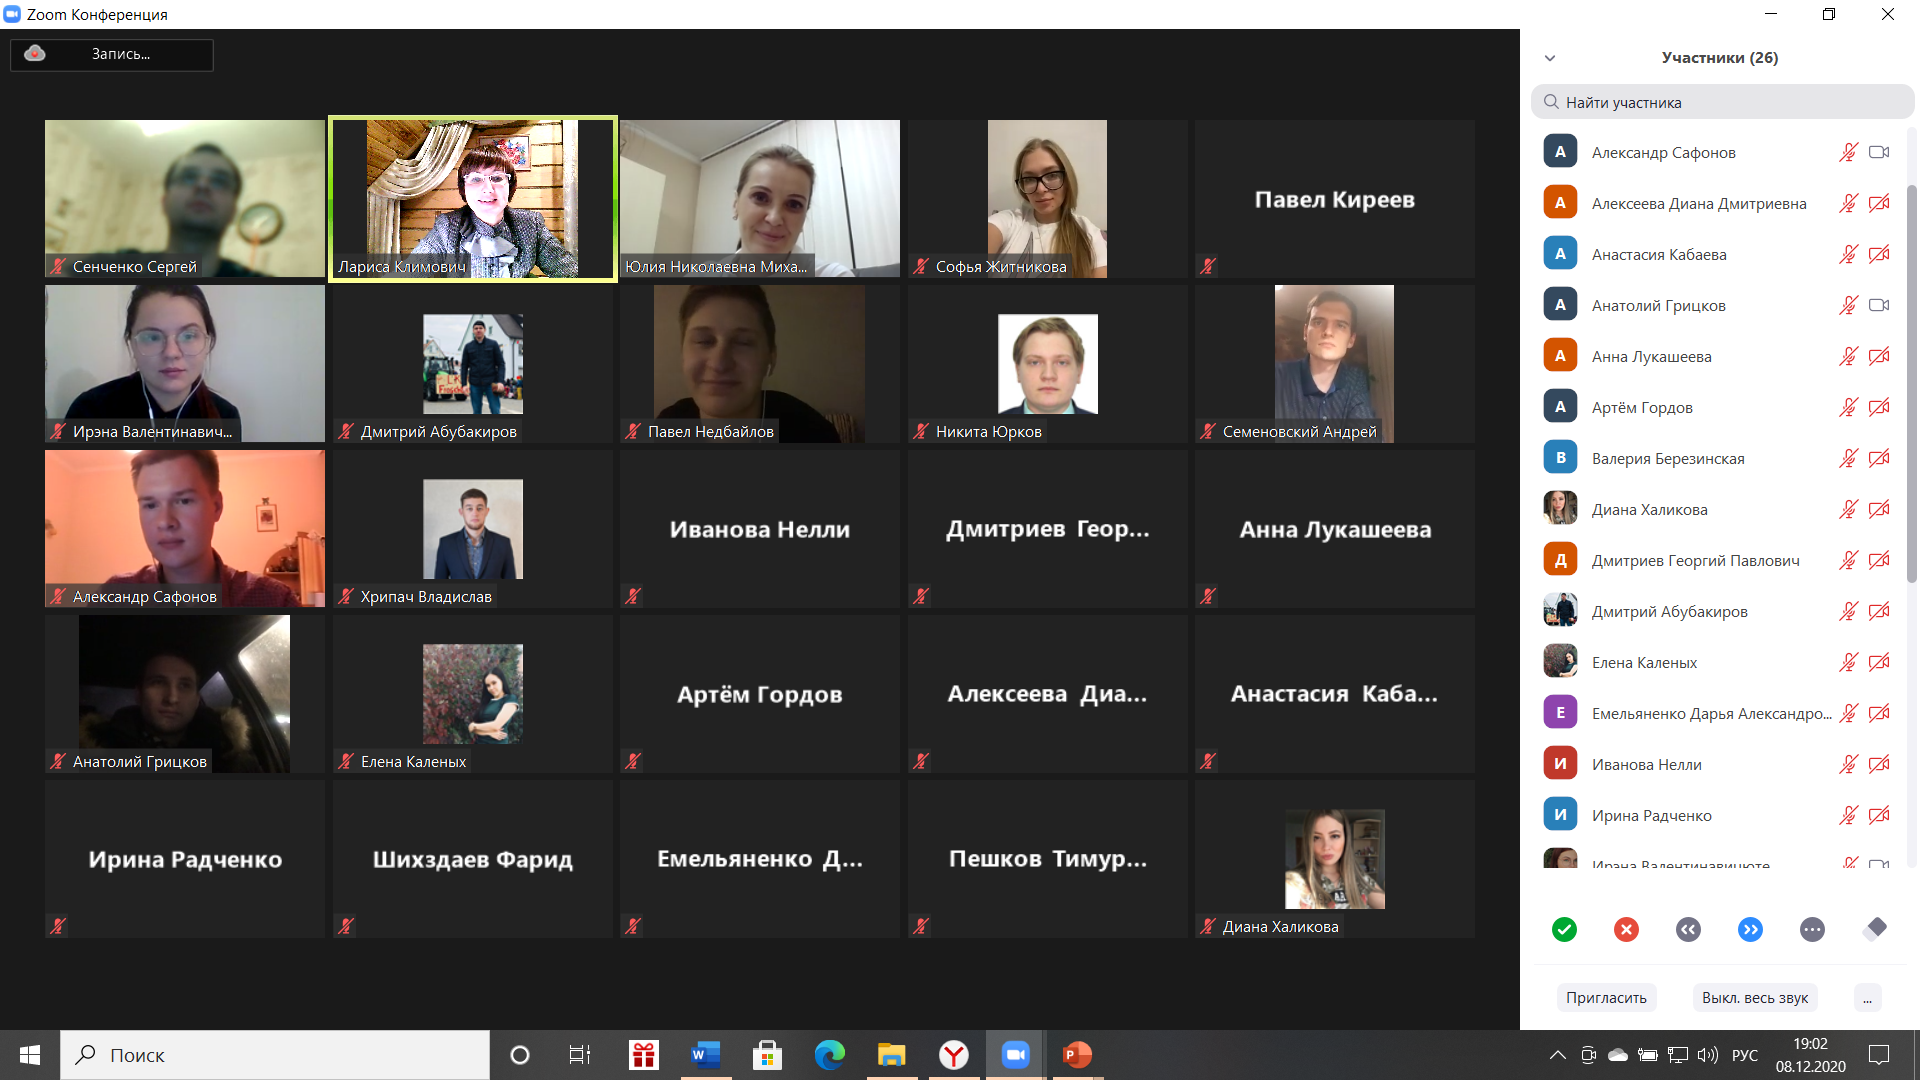 Zoom Конференция
Запись...
Сенченко Сергей
Лариса Климович
Юлия Николаевна Миха...
Софья Житникова
Павел Киреев
Ирэна Валентинавич...
Дмитрий Абубакиров
Павел Недбайлов
Никита Юрков
Семеновский Андрей
Александр Сафонов
Хрипач Владислав
Иванова Нелли
Дмитриев Геор...
Анна Лукашеева
Анатолий Грицков
Елена Каленых
Артём Гордов
Алексеева Диа...
Анастасия Каба...
Ирина Радченко
Шихздаев Фарид
Емельяненко Д...
Пешков Тимур...
Диана Халикова
Участники (26)
Найти участника
А Александр Сафонов
А Алексеева Диана Дмитриевна
А Анастасия Кабаева
А Анатолий Грицков
А Анна Лукашеева
А Артём Гордов
В Валерия Березинская
Диана Халикова
Д Дмитриев Георгий Павлович
Дмитрий Абубакиров
Елена Каленых
Е Емельяненко Дарья Александро...
И Иванова Нелли
И Ирина Радченко
Ирэна Валентинавицюте
Пригласить
Выкл. весь звук
...
Поиск
РУС
19:02
08.12.2020